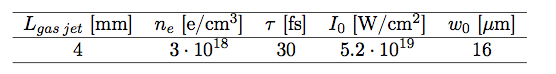 L_gas jet [mm] n_e [e/cm^3] τ [fs] I_0 [W/cm^2] w_0 [μm]
4 3 · 10^18 30 5.2 · 10^19 16